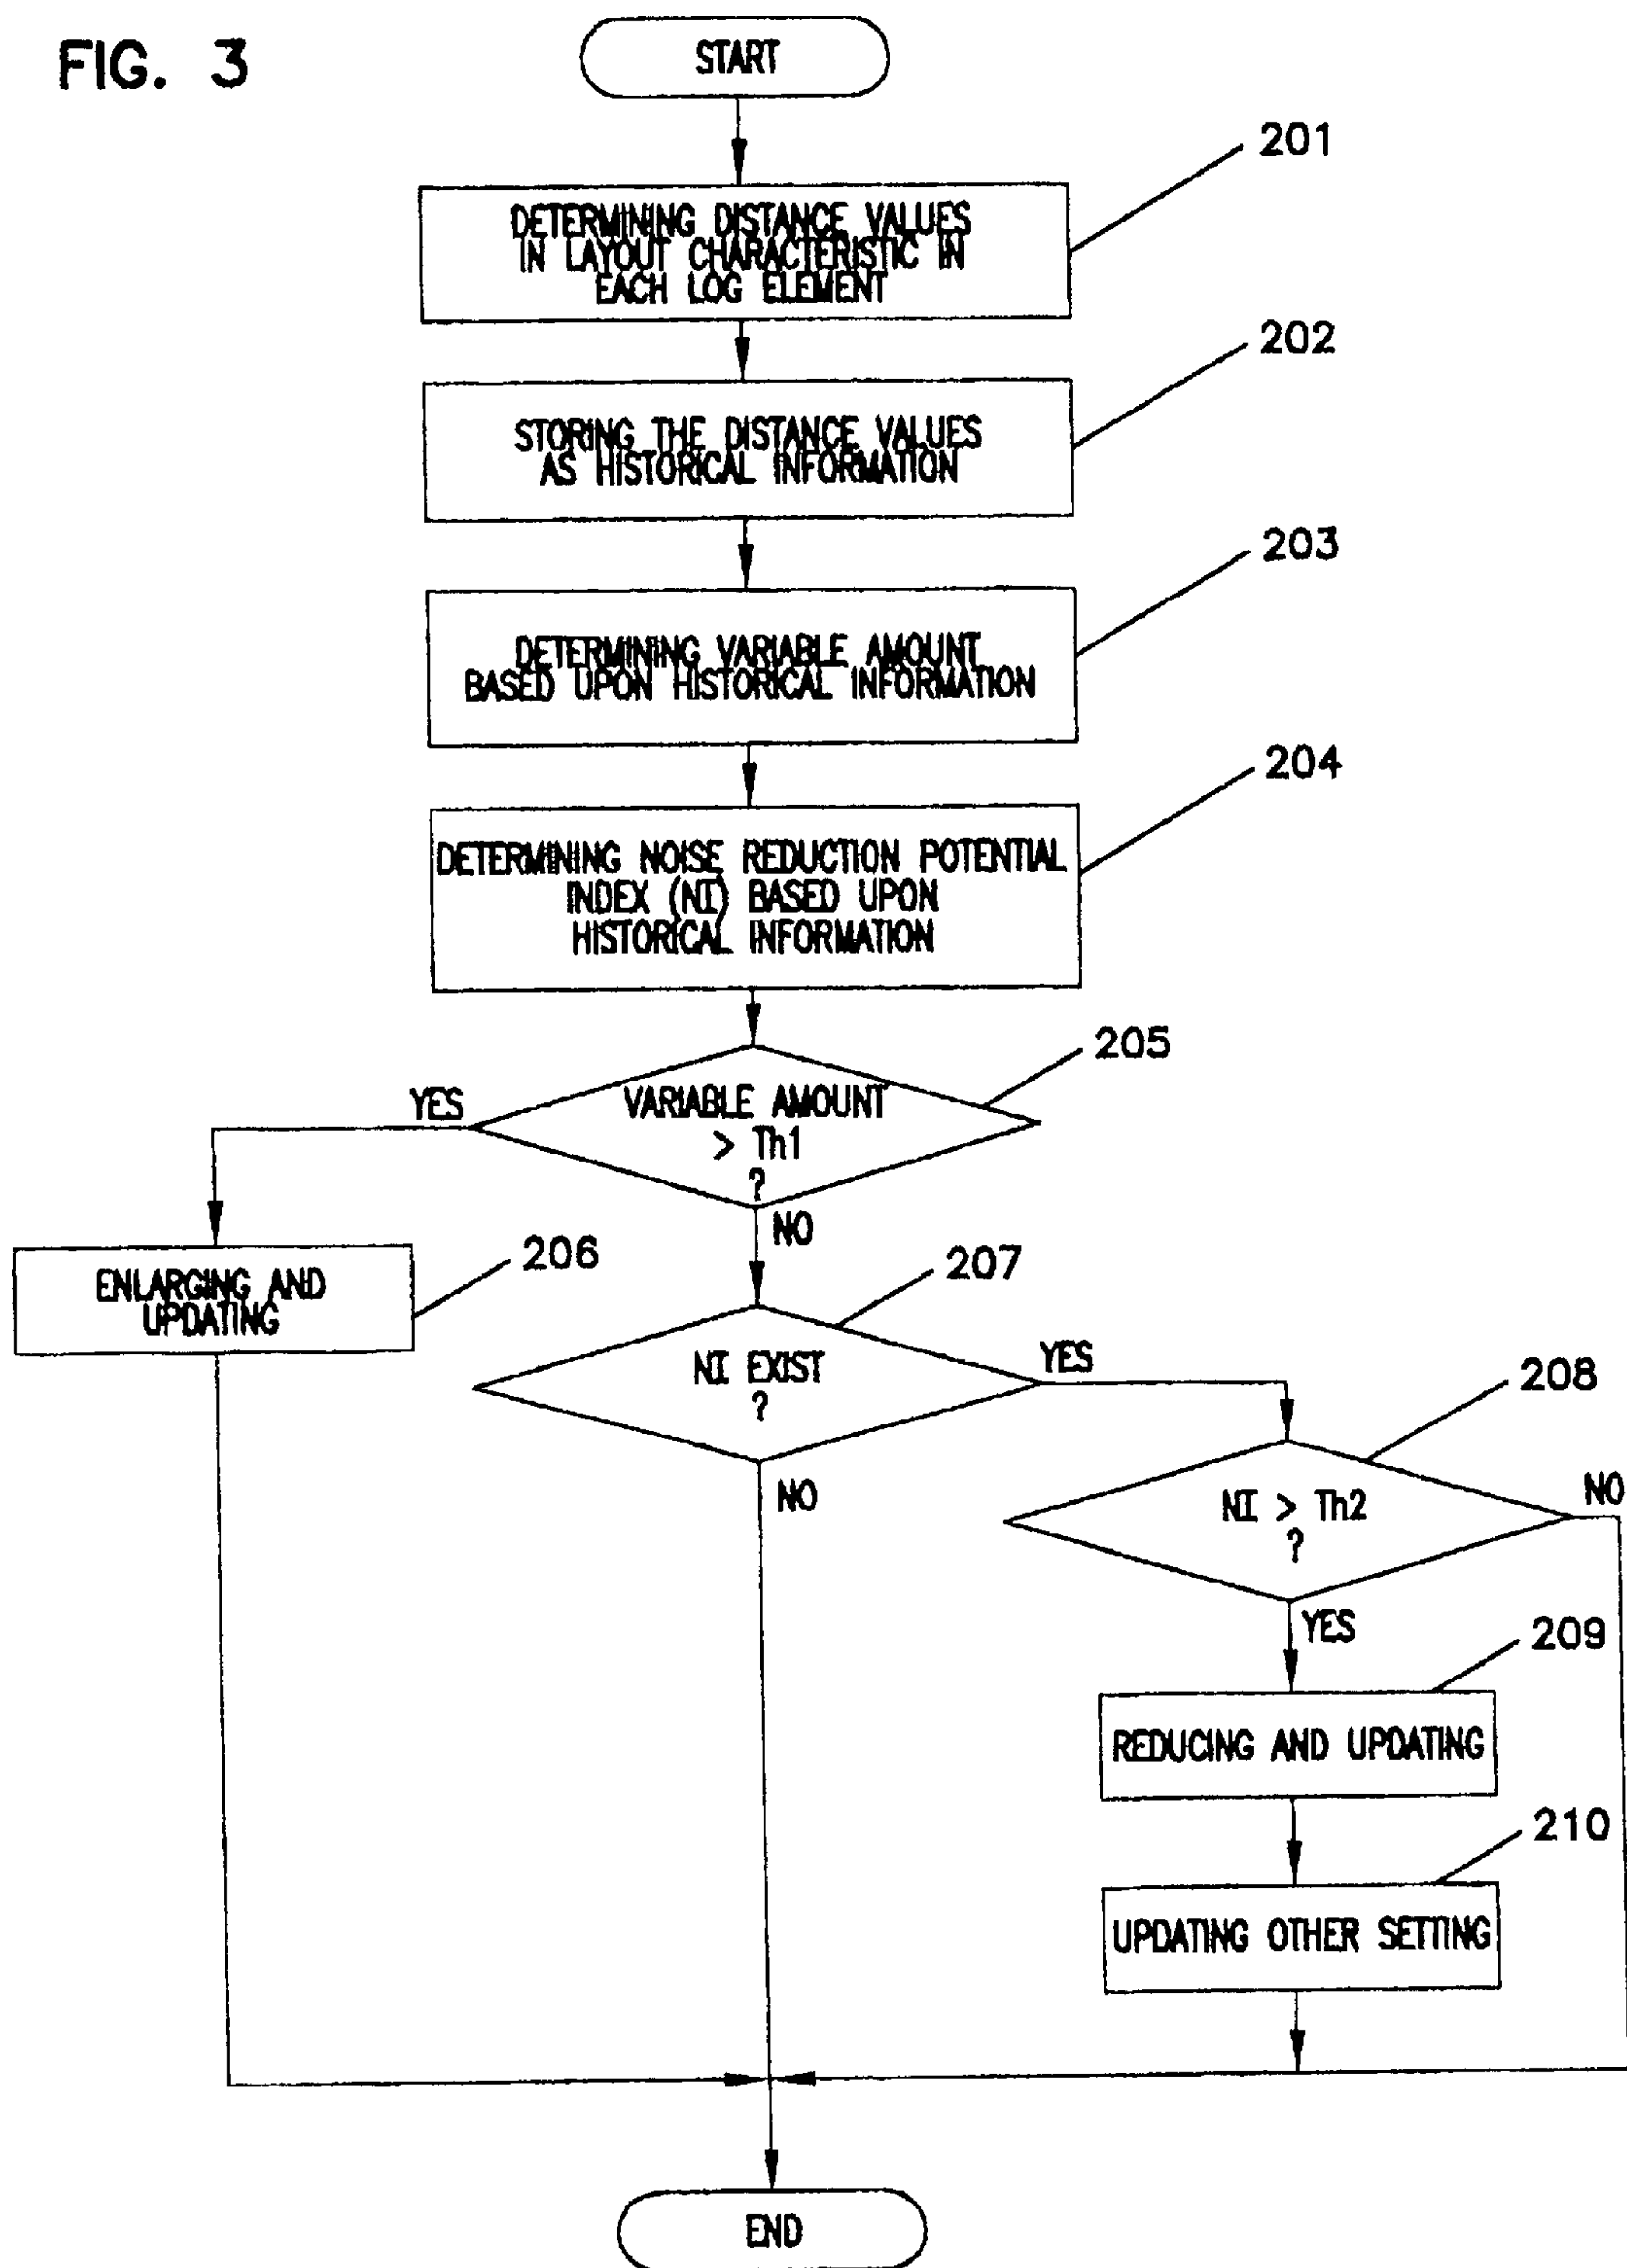 FIG. 3
START
201
DETERMINING DISTANCE VALUES
IN LAYOUT CHARACTERISTIC IN
EACH LOG ELEMENT
202
STORING THE DISTANCE VALUES
AS HISTORICAL INFORMATION
203
DETERMINING VARIABLE AMOUNT
BASED UPON HISTORICAL INFORMATION
204
DETERMINING NOISE REDUCTION POTENTIAL
INDEX (NI) BASED UPON
HISTORICAL INFORMATION
205
YES
VARIABLE AMOUNT
> Th1
?
NO
206
ENLARGING AND
UPDATING
207
NI EXIST
?
YES
NO
208
NI > Th2
?
NO
YES
209
REDUCING AND UPDATING
210
UPDATING OTHER SETTING
END